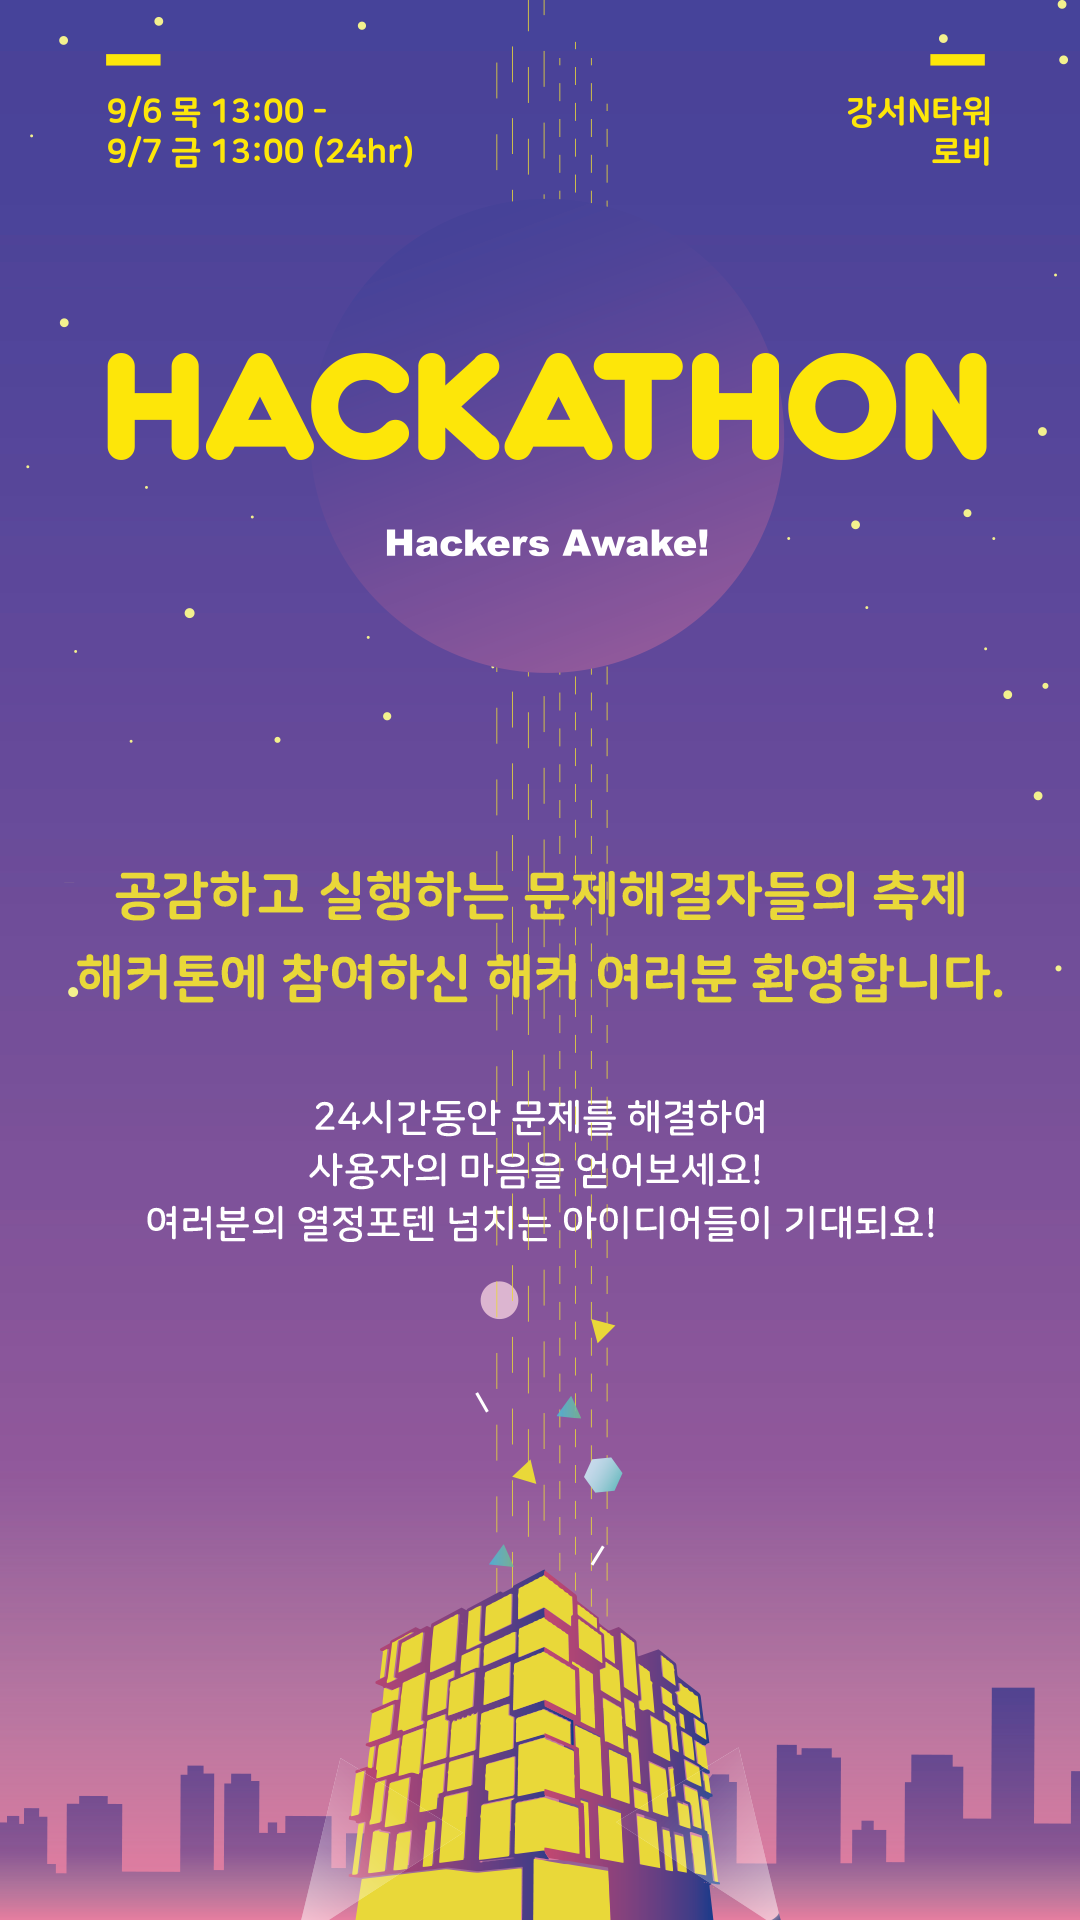 9/6 목 13:00 -
9/7 금 13:00 (24hr)
강서N타워
로비
HACKATHON
Hackers Awake!
공감하고 실행하는 문제해결자들의 축제
해커톤에 참여하신 해커 여러분 환영합니다.
24시간동안 문제를 해결하여
사용자의 마음을 얻어보세요!
여러분의 열정포텐 넘치는 아이디어들이 기대되요!